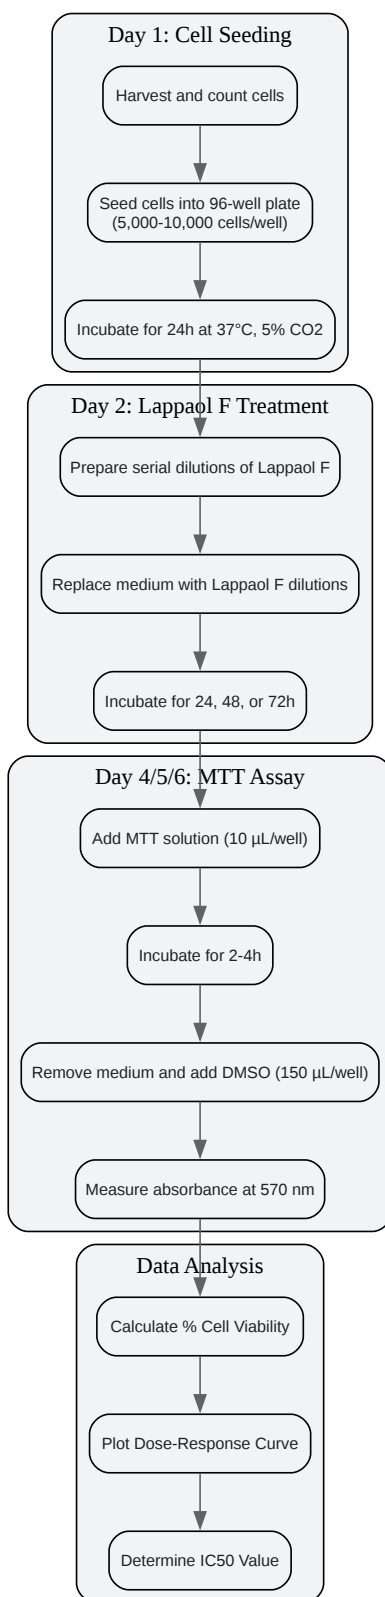 Day 1: Cell Seeding
Harvest and count cells
Seed cells into 96-well plate
(5,000-10,000 cells/well)
Incubate for 24h at 37°C, 5% CO2
Day 2: Lappaol F Treatment
Prepare serial dilutions of Lappaol F
Replace medium with Lappaol F dilutions
Incubate for 24, 48, or 72h
Day 4/5/6: MTT Assay
Add MTT solution (10 µL/well)
Incubate for 2-4h
Remove medium and add DMSO (150 µL/well)
Measure absorbance at 570 nm
Data Analysis
Calculate % Cell Viability
Plot Dose-Response Curve
Determine IC50 Value